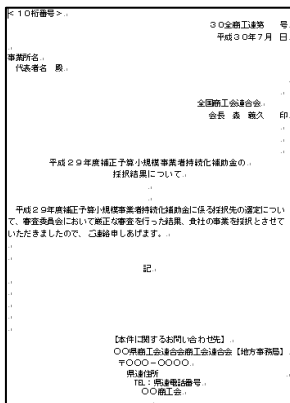 <10桁番号>
30全商工連第　号
平成30年7月　日
事業所名
代表者名　殿
全国商工会連合会
会長　森　義久　印
平成29年度補正予算小規模事業者持続化補助金の
採択結果について
平成29年度補正予算小規模事業者持続化補助金に係る採択先の選定につい
て、審査委員会において厳正な審査を行った結果、貴社の事業を採択とさせて
いただきましたので、ご連絡申しあげます。
記
【本件に関するお問い合わせ先】
〇〇県商工会連合会商工会連合会【地方事務局】
〒〇〇〇－〇〇〇〇
県連住所
TEL：県連電話番号
〇〇商工会